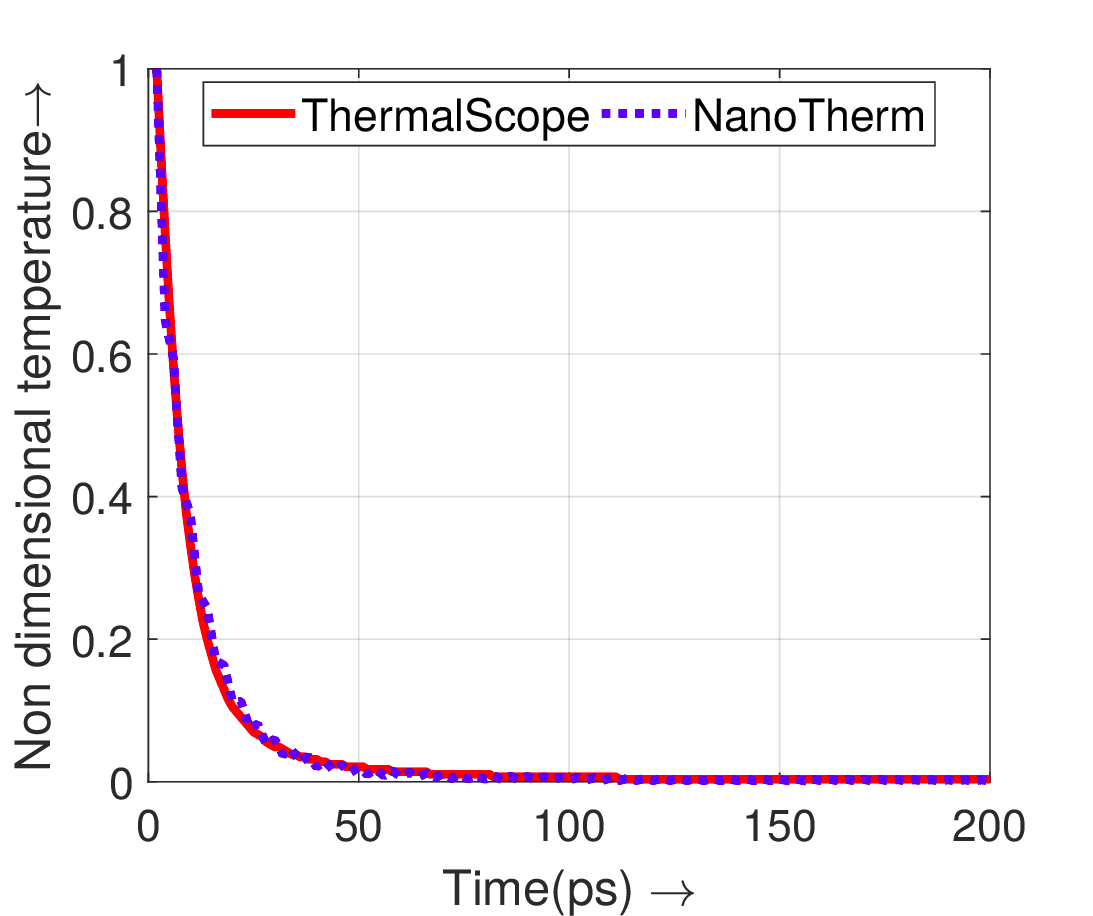 1
ThermalScope NanoTherm
0.8
0.6
0.4
0.2
0
Non dimensional temperature→
0 50 100 150 200
Time(ps) →